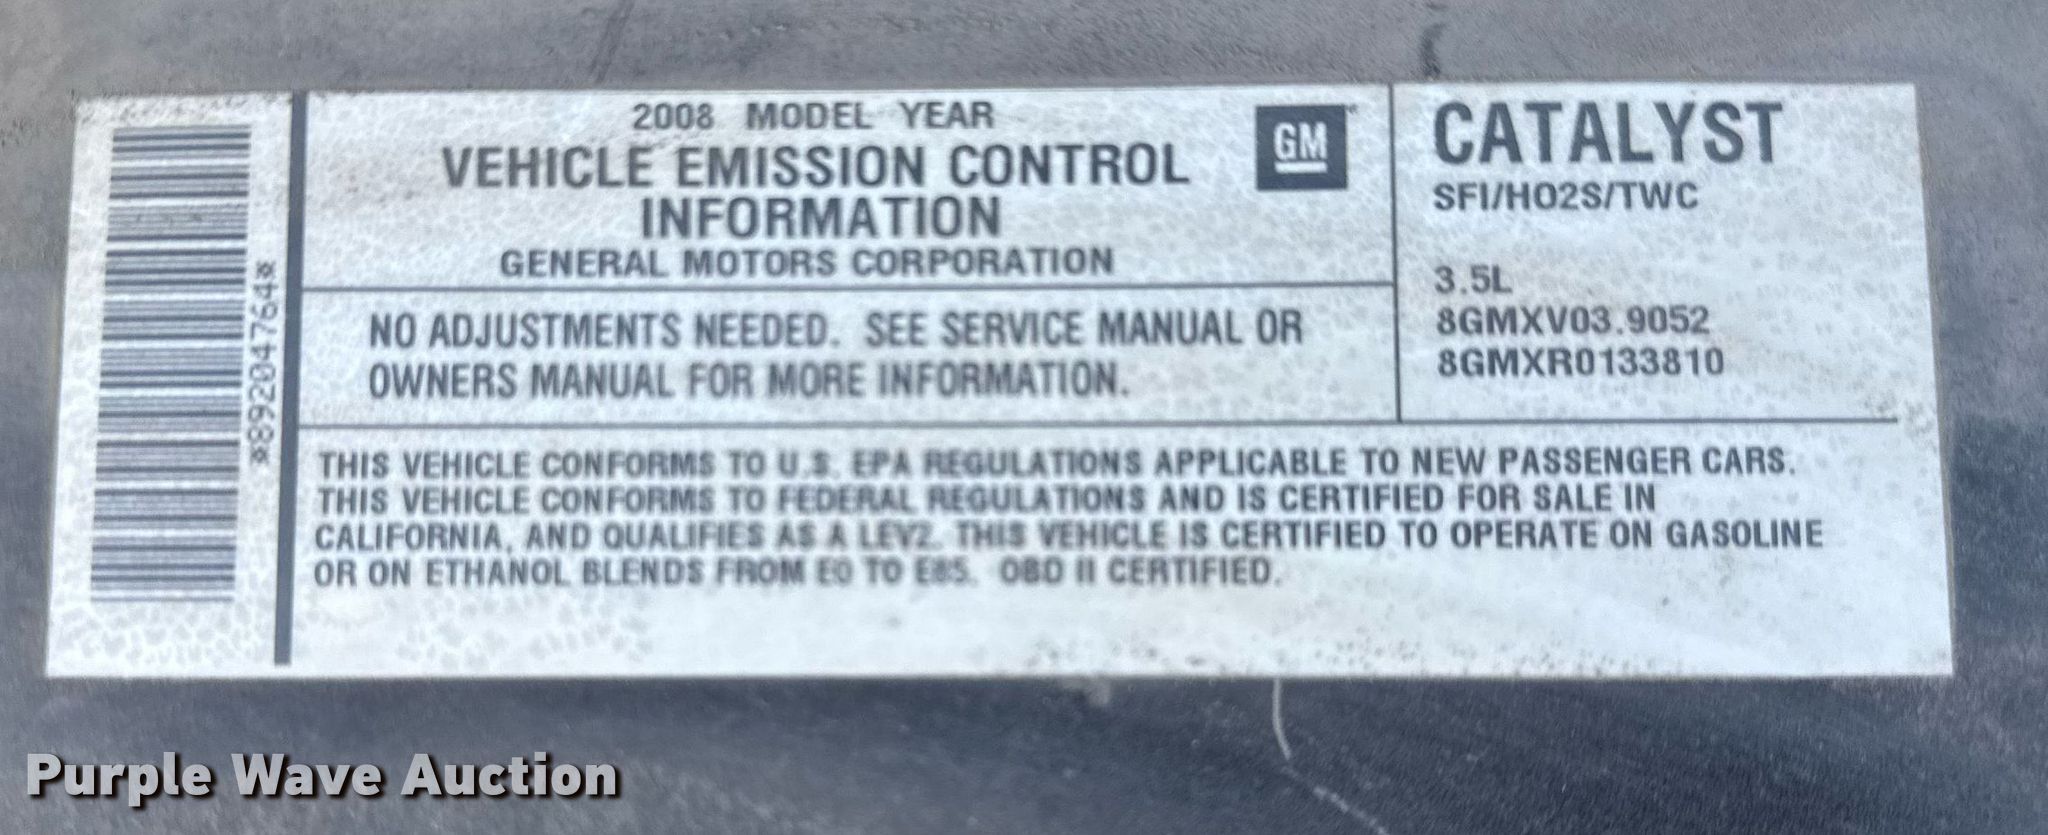 2008 MODEL YEAR
VEHICLE EMISSION CONTROL
INFORMATION
GENERAL MOTORS CORPORATION
GM
NO ADJUSTMENTS NEEDED. SEE SERVICE MANUAL OR
OWNERS MANUAL FOR MORE INFORMATION.
CATALYST
SFI/HO2S/TWC
3.5L
8GMXV03.9052
8GMXR0133810
THIS VEHICLE CONFORMS TO U.S. EPA REGULATIONS APPLICABLE TO NEW PASSENGER CARS.
THIS VEHICLE CONFORMS TO FEDERAL REGULATIONS AND IS CERTIFIED FOR SALE IN
CALIFORNIA, AND QUALIFIES AS A LEV2. THIS VEHICLE IS CERTIFIED TO OPERATE ON GASOLINE
OR ON ETHANOL BLENDS FROM E0 TO E85. OBD II CERTIFIED.
*89204764*
Purple Wave Auction